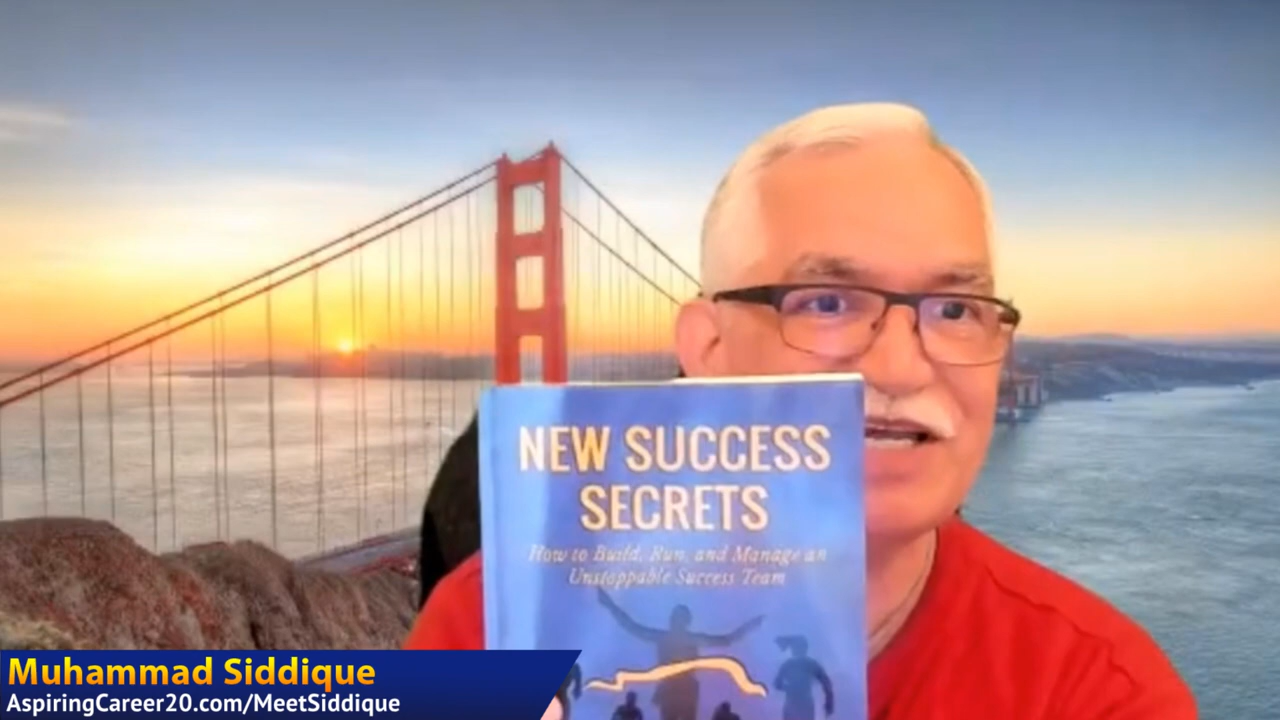 NEW SUCCESS
SECRETS
How to Build, Run, and Manage an
Unstoppable Success Team
Muhammad Siddique
AspiringCareer20.com/MeetSiddique